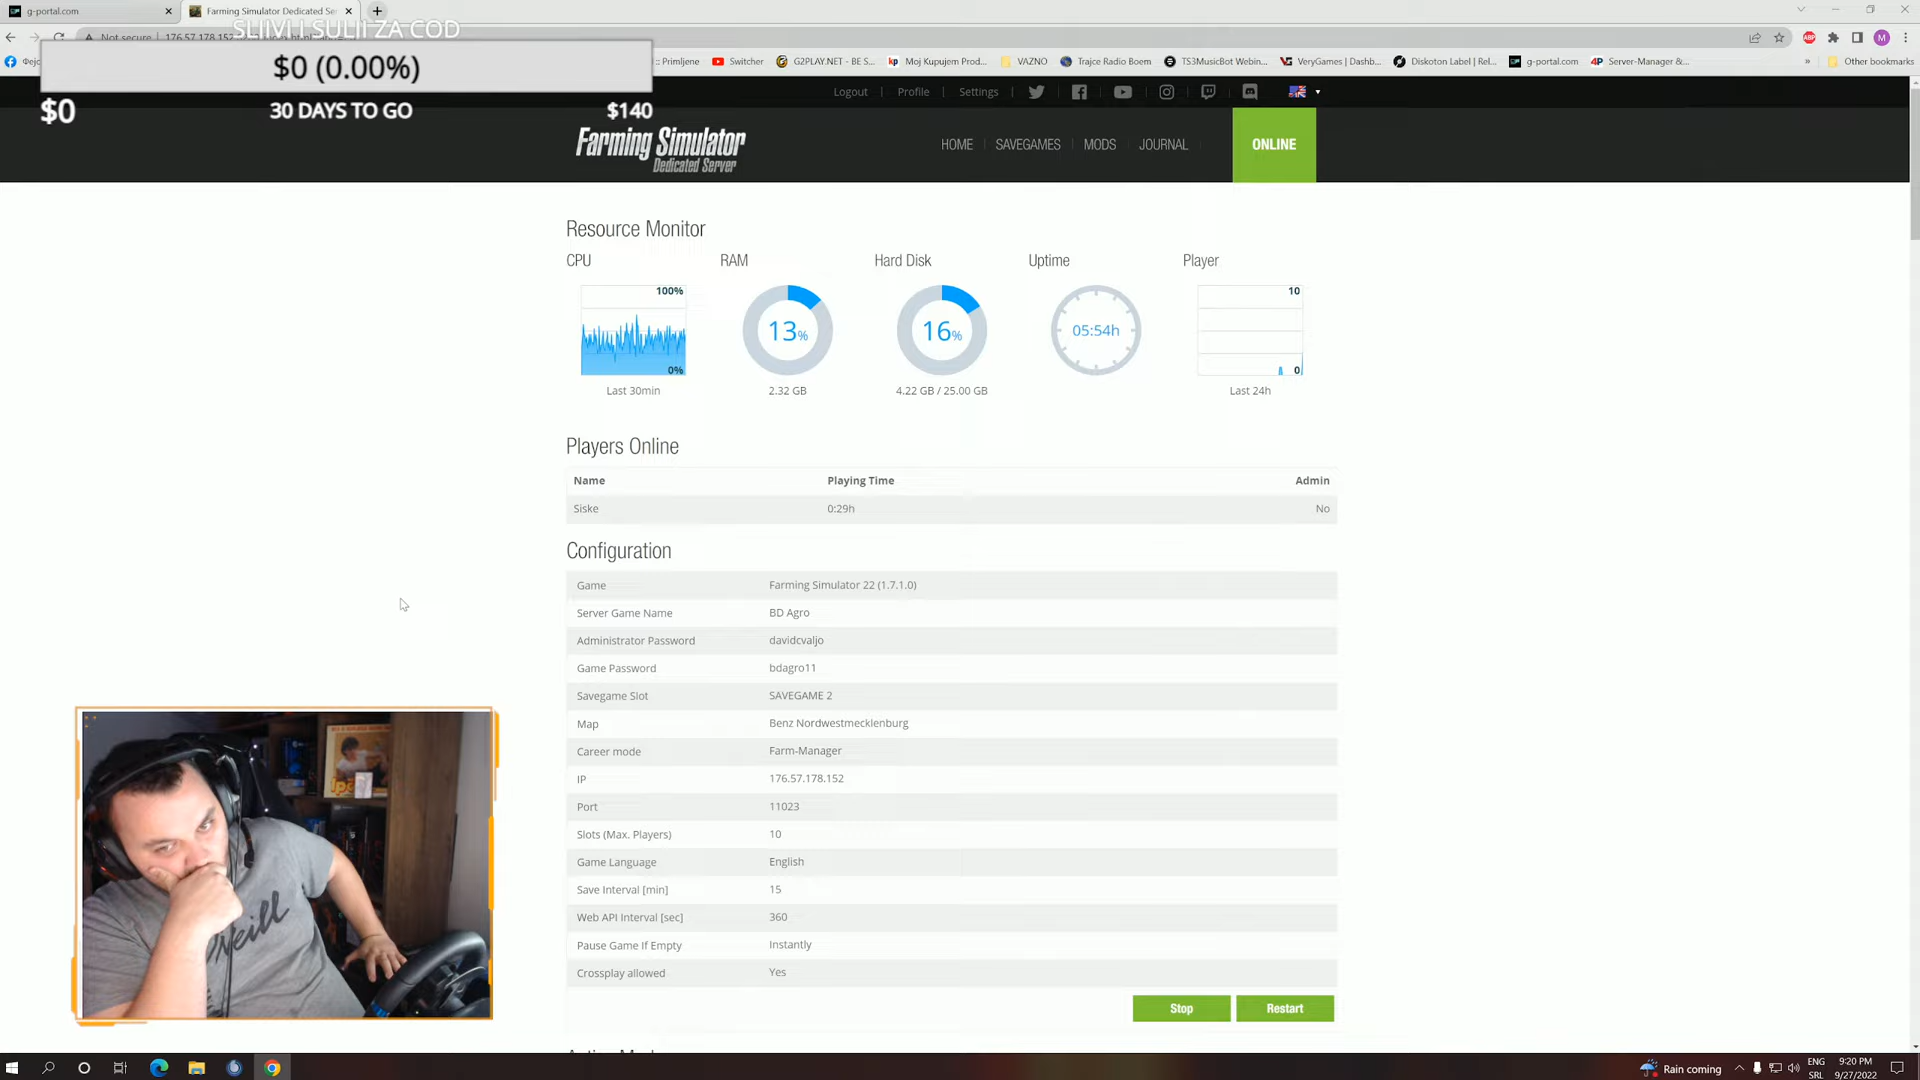 g-portal.com
Farming Simulator Dedicated Se
SLIIVI I SULII ZA COD
Not secure | 176.57.178.152
$0 (0.00%)
$0 30 DAYS TO GO $140
Primljene
Switcher
G2PLAY.NET - BE S...
Moj Kupujem Prod...
VAZNO
Trajce Radio Boem
TS3MusicBot Webin...
VeryGames | Dashb...
Diskoton Label | Rel...
g-portal.com
Server-Manager &...
Other bookmarks
Logout | Profile | Settings
Farming Simulator
Dedicated Server
HOME | SAVEGAMES | MODS | JOURNAL
ONLINE
Resource Monitor
CPU RAM Hard Disk Uptime Player
100% 0%
13%
16%
05:54h
10 0
Last 30min 2.32 GB 4.22 GB / 25.00 GB Last 24h
Players Online
Name Playing Time Admin
Siske 0:29h No
Configuration
Game Farming Simulator 22 (1.7.1.0)
Server Game Name BD Agro
Administrator Password davidcvaljo
Game Password bdagro11
Savegame Slot SAVEGAME 2
Map Benz Nordwestmecklenburg
Career mode Farm-Manager
IP 176.57.178.152
Port 11023
Slots (Max. Players) 10
Game Language English
Save Interval [min] 15
Web API Interval [sec] 360
Pause Game If Empty Instantly
Crossplay allowed Yes
Stop Restart
O'Neill
Rain coming
ENG
SRL
9:20 PM
9/27/2022